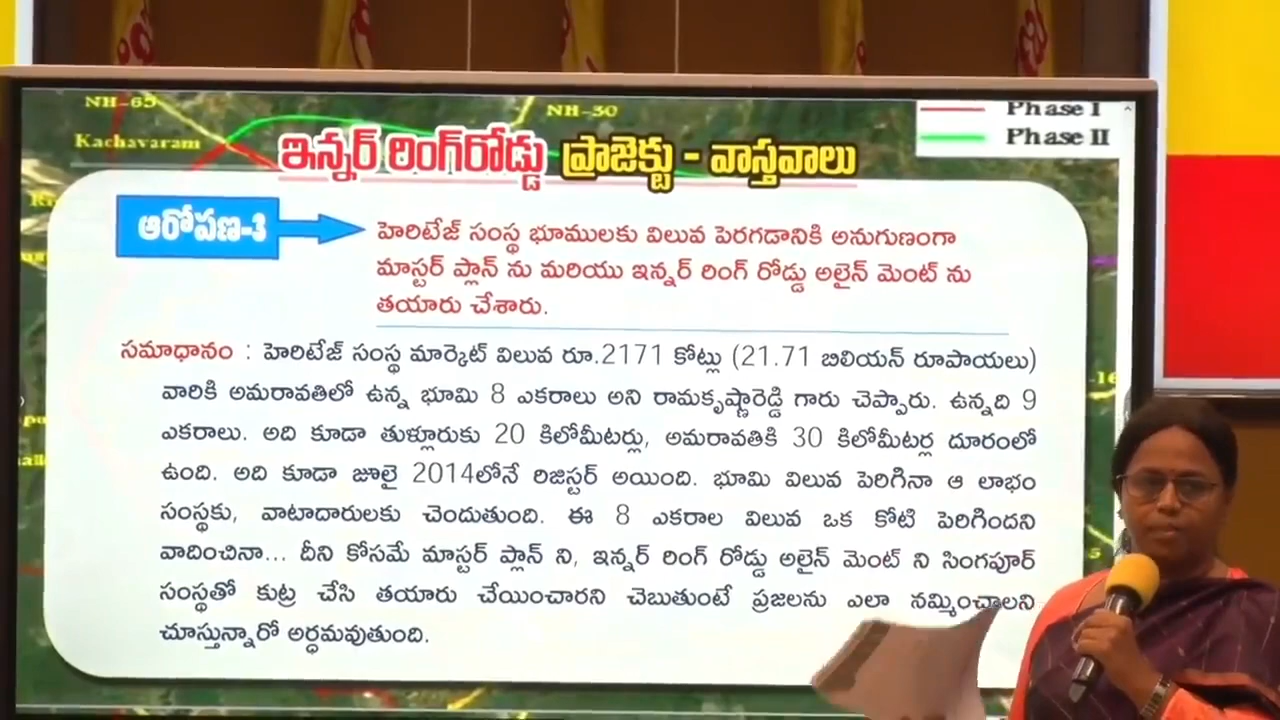 NH-65
NH-30
Phase I
Kachavaram
Phase II
ఇన్నర్ రింగ్‌రోడ్డు ప్రాజెక్టు - వాస్తవాలు
ఆరోపణ-3
హెరిటేజ్ సంస్థ భూములకు విలువ పెరగడానికి అనుగుణంగా
మాస్టర్ ప్లాన్ ను మరియు ఇన్నర్ రింగ్ రోడ్డు అలైన్ మెంట్ ను
తయారు చేశారు.
సమాధానం : హెరిటేజ్ సంస్థ మార్కెట్ విలువ రూ.2171 కోట్లు (21.71 బిలియన్ రూపాయలు)
వారికి అమరావతిలో ఉన్న భూమి 8 ఎకరాలు అని రామకృష్ణారెడ్డి గారు చెప్పారు. ఉన్నది 9
ఎకరాలు. అది కూడా తుళ్లూరుకు 20 కిలోమీటర్లు, అమరావతికి 30 కిలోమీటర్ల దూరంలో
ఉంది. అది కూడా జూలై 2014లోనే రిజిస్టర్ అయింది. భూమి విలువ పెరిగినా ఆ లాభం
సంస్థకు, వాటాదారులకు చెందుతుంది. ఈ 8 ఎకరాల విలువ ఒక కోటి పెరిగిందని
వాదించినా... దీని కోసమే మాస్టర్ ప్లాన్ ని, ఇన్నర్ రింగ్ రోడ్డు అలైన్ మెంట్ ని సింగపూర్
సంస్థతో కుట్ర చేసి తయారు చేయించారని చెబుతుంటే ప్రజలను ఎలా నమ్మించాలని
చూస్తున్నారో అర్ధమవుతుంది.